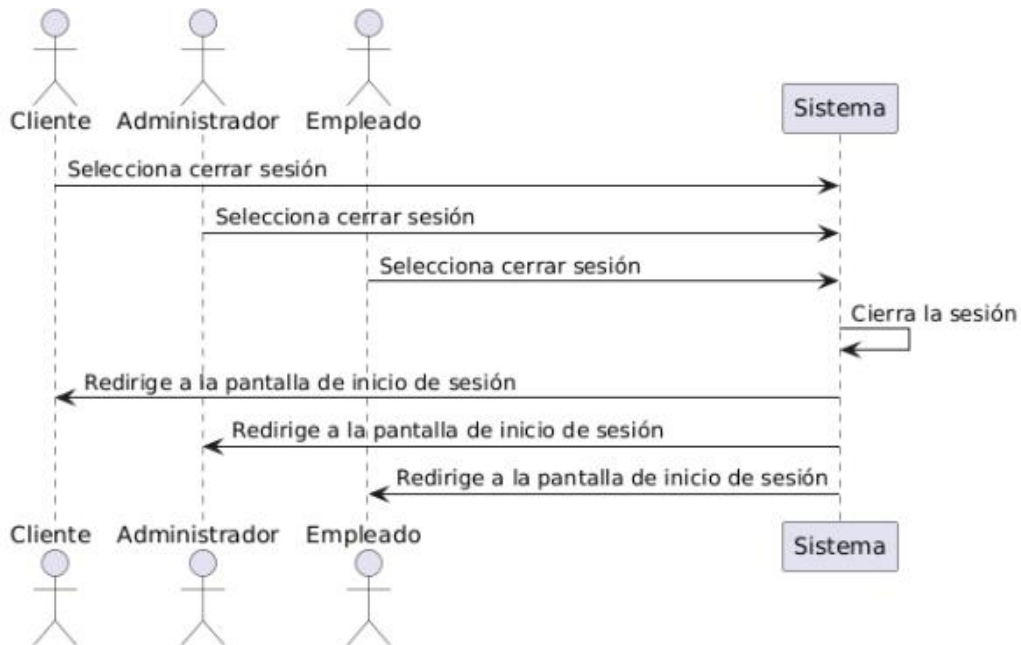 Cliente Administrador Empleado Sistema
Selecciona cerrar sesión
Selecciona cerrar sesión
Selecciona cerrar sesión
Cierra la sesión
Redirige a la pantalla de inicio de sesión
Redirige a la pantalla de inicio de sesión
Redirige a la pantalla de inicio de sesión
Cliente Administrador Empleado Sistema